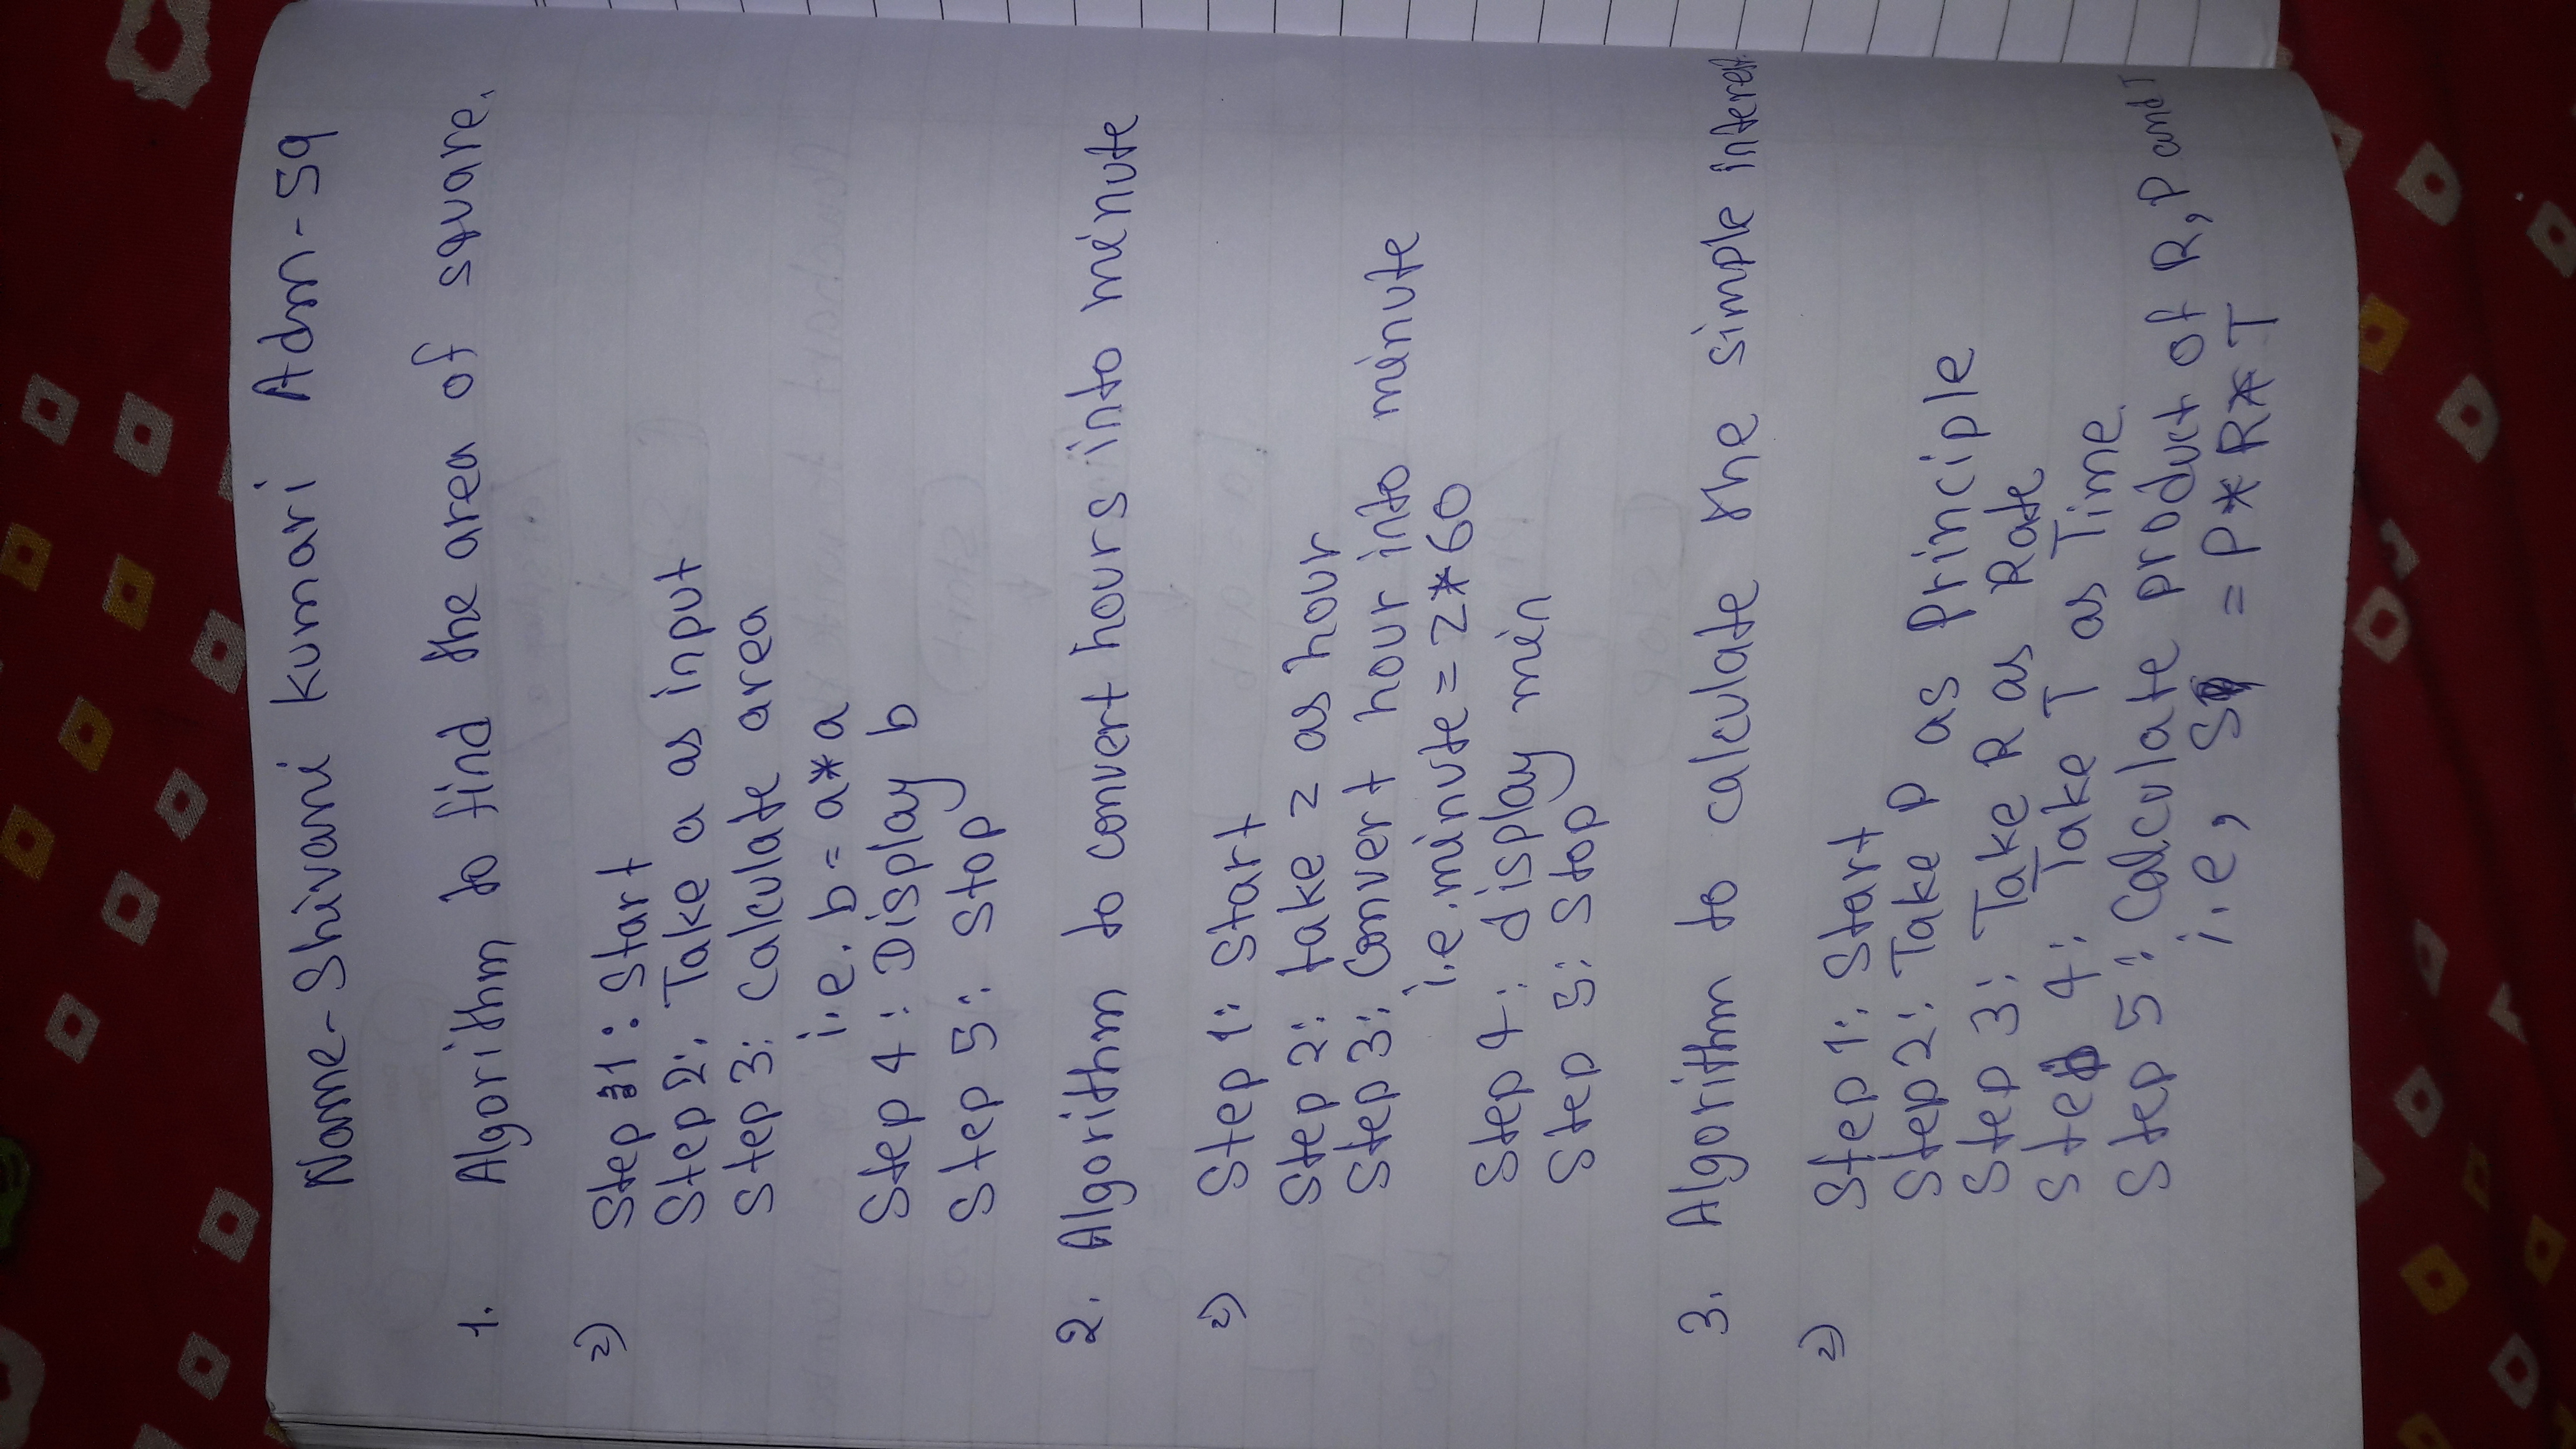 Name-Shivani Kumari Adm-59
1. Algorithm to find the area of square.
=) Step 1: Start
Step 2: Take a as input
Step 3: Calculate area
i.e. b = a*a
Step 4: Display b
Step 5: Stop
2. Algorithm to convert hours into minute
=) Step 1: Start
Step 2: take z as hour
Step 3: Convert hour into minute
i.e. minute = z*60
Step 4: display min
Step 5: Stop
3. Algorithm to calculate the simple interest.
=) Step 1: Start
Step 2: Take P as Principle
Step 3: Take R as Rate
Step 4: Take T as Time.
Step 5: Calculate product of R, P and T
i.e, SI = P*R*T